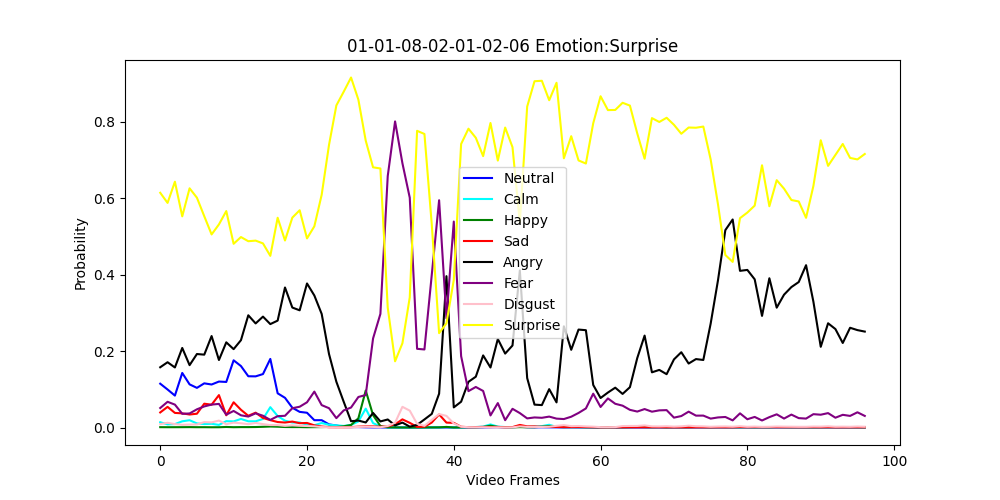 01-01-08-02-01-02-06 Emotion:Surprise
Probability
0.8
0.6
0.4
0.2
0.0
Neutral
Calm
Happy
Sad
Angry
Fear
Disgust
Surprise
0 20 40 60 80 100
Video Frames